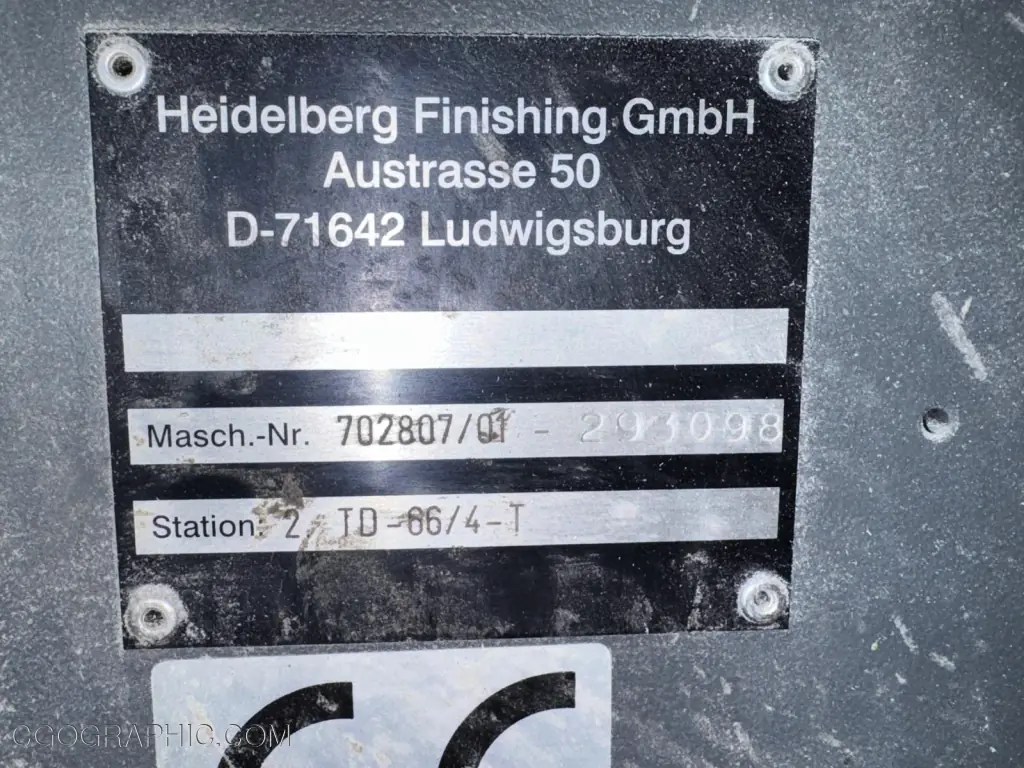 Heidelberg Finishing GmbH
Austrasse 50
D-71642 Ludwigsburg
Masch.-Nr. 702807/01 - 293098
Station: 2 TD-66/4-T
CE
CGOGRAPHIC.COM